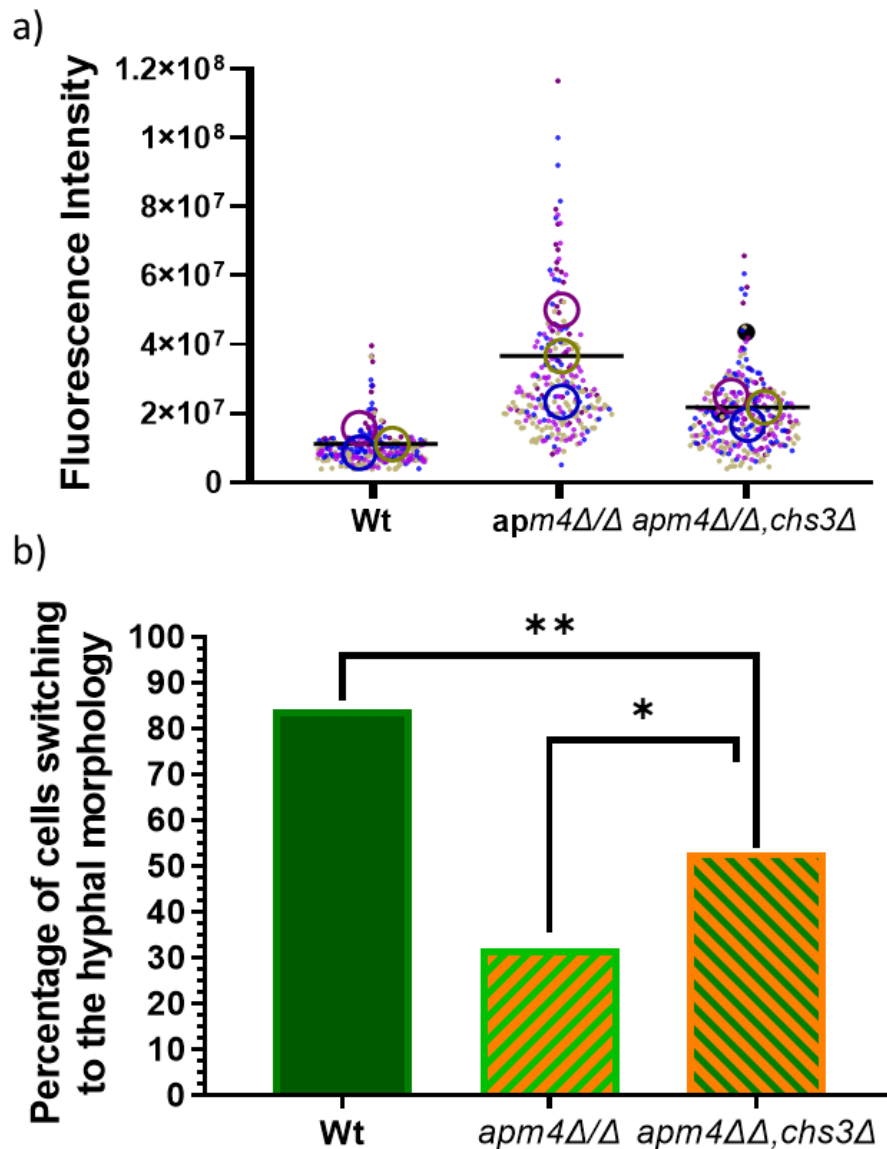 a)
Fluorescence Intensity
1.2×10⁸
1×10⁸
8×10⁷
6×10⁷
4×10⁷
2×10⁷
0
Wt
apm4Δ/Δ
apm4Δ/Δ,chs3Δ
b)
Percentage of cells switching
to the hyphal morphology
100
90
80
70
60
50
40
30
20
10
0
**
*
Wt
apm4Δ/Δ
apm4ΔΔ,chs3Δ